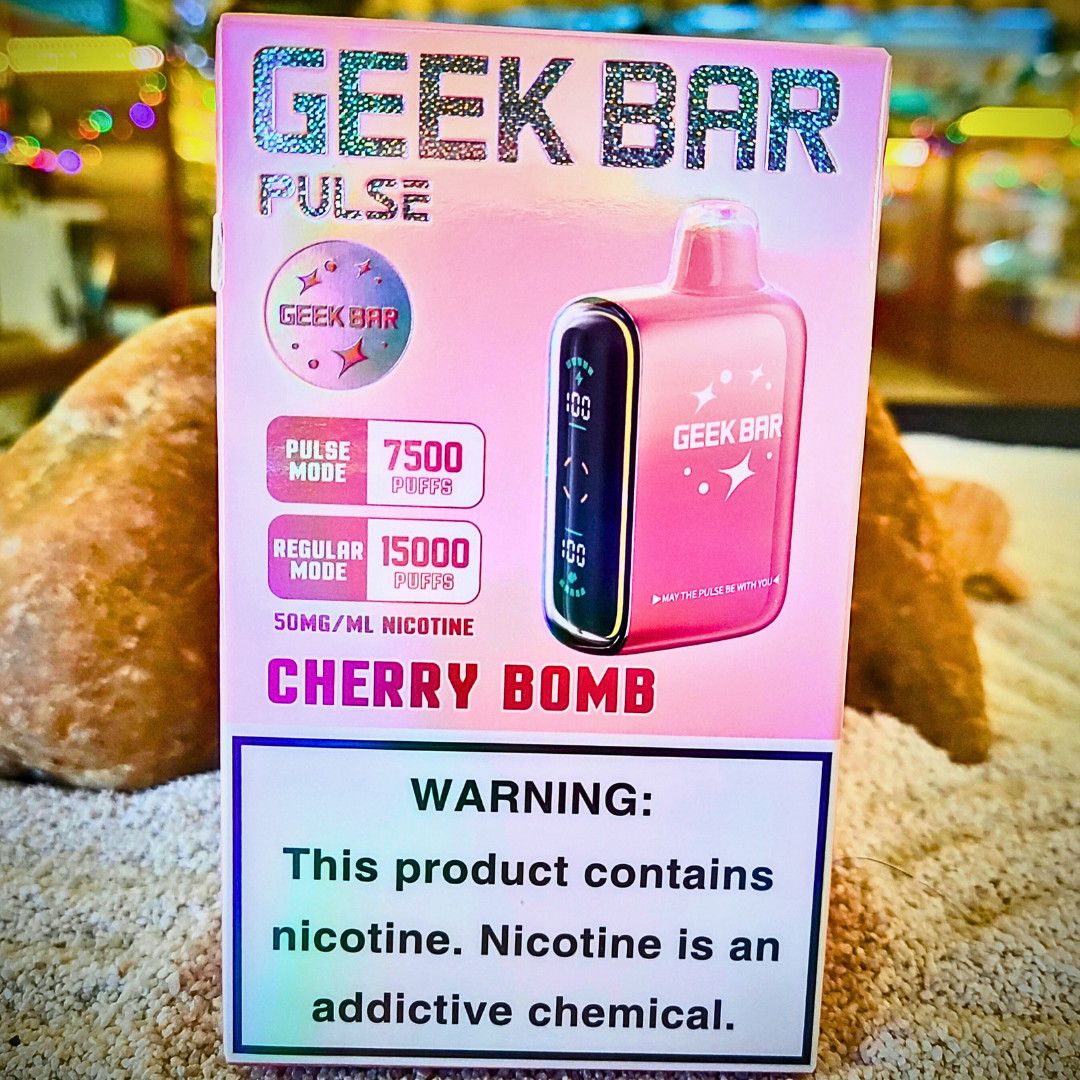 GEEK BAR
PULSE
GEEK BAR
PULSE
MODE
7500
PUFFS
REGULAR
MODE
15000
PUFFS
50MG/ML NICOTINE
CHERRY BOMB
100
100
GEEK BAR
MAY THE PULSE BE WITH YOU
WARNING:
This product contains
nicotine. Nicotine is an
addictive chemical.